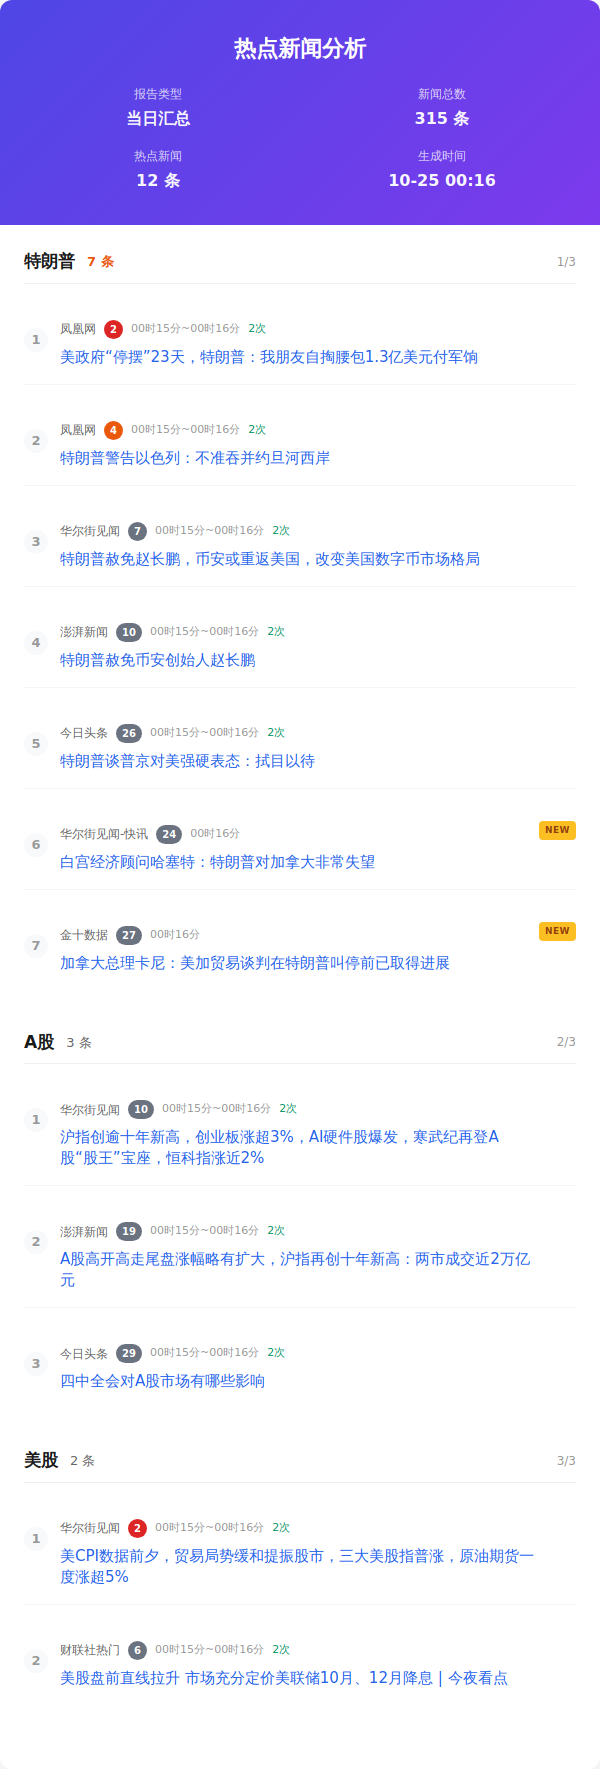 热点新闻分析
报告类型
新闻总数
当日汇总
315 条
热点新闻
生成时间
12 条
10-25 00:16
特朗普 7 条 1/3
1
凤凰网 2 00时15分~00时16分 2次
美政府“停摆”23天，特朗普：我朋友自掏腰包1.3亿美元付军饷
2
凤凰网 4 00时15分~00时16分 2次
特朗普警告以色列：不准吞并约旦河西岸
3
华尔街见闻 7 00时15分~00时16分 2次
特朗普赦免赵长鹏，币安或重返美国，改变美国数字币市场格局
4
澎湃新闻 10 00时15分~00时16分 2次
特朗普赦免币安创始人赵长鹏
5
今日头条 26 00时15分~00时16分 2次
特朗普谈普京对美强硬表态：拭目以待
6
华尔街见闻-快讯 24 00时16分 NEW
白宫经济顾问哈塞特：特朗普对加拿大非常失望
7
金十数据 27 00时16分 NEW
加拿大总理卡尼：美加贸易谈判在特朗普叫停前已取得进展
A股 3 条 2/3
1
华尔街见闻 10 00时15分~00时16分 2次
沪指创逾十年新高，创业板涨超3%，AI硬件股爆发，寒武纪再登A
股“股王”宝座，恒科指涨近2%
2
澎湃新闻 19 00时15分~00时16分 2次
A股高开高走尾盘涨幅略有扩大，沪指再创十年新高：两市成交近2万亿
元
3
今日头条 29 00时15分~00时16分 2次
四中全会对A股市场有哪些影响
美股 2 条 3/3
1
华尔街见闻 2 00时15分~00时16分 2次
美CPI数据前夕，贸易局势缓和提振股市，三大美股指普涨，原油期货一
度涨超5%
2
财联社热门 6 00时15分~00时16分 2次
美股盘前直线拉升 市场充分定价美联储10月、12月降息 | 今夜看点